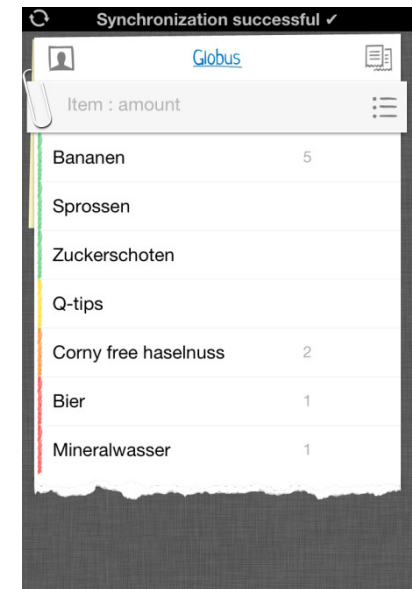 Synchronization successful ✔
Globus
Item : amount
Bananen 5
Sprossen
Zuckerschoten
Q-tips
Corny free haselnuss 2
Bier 1
Mineralwasser 1